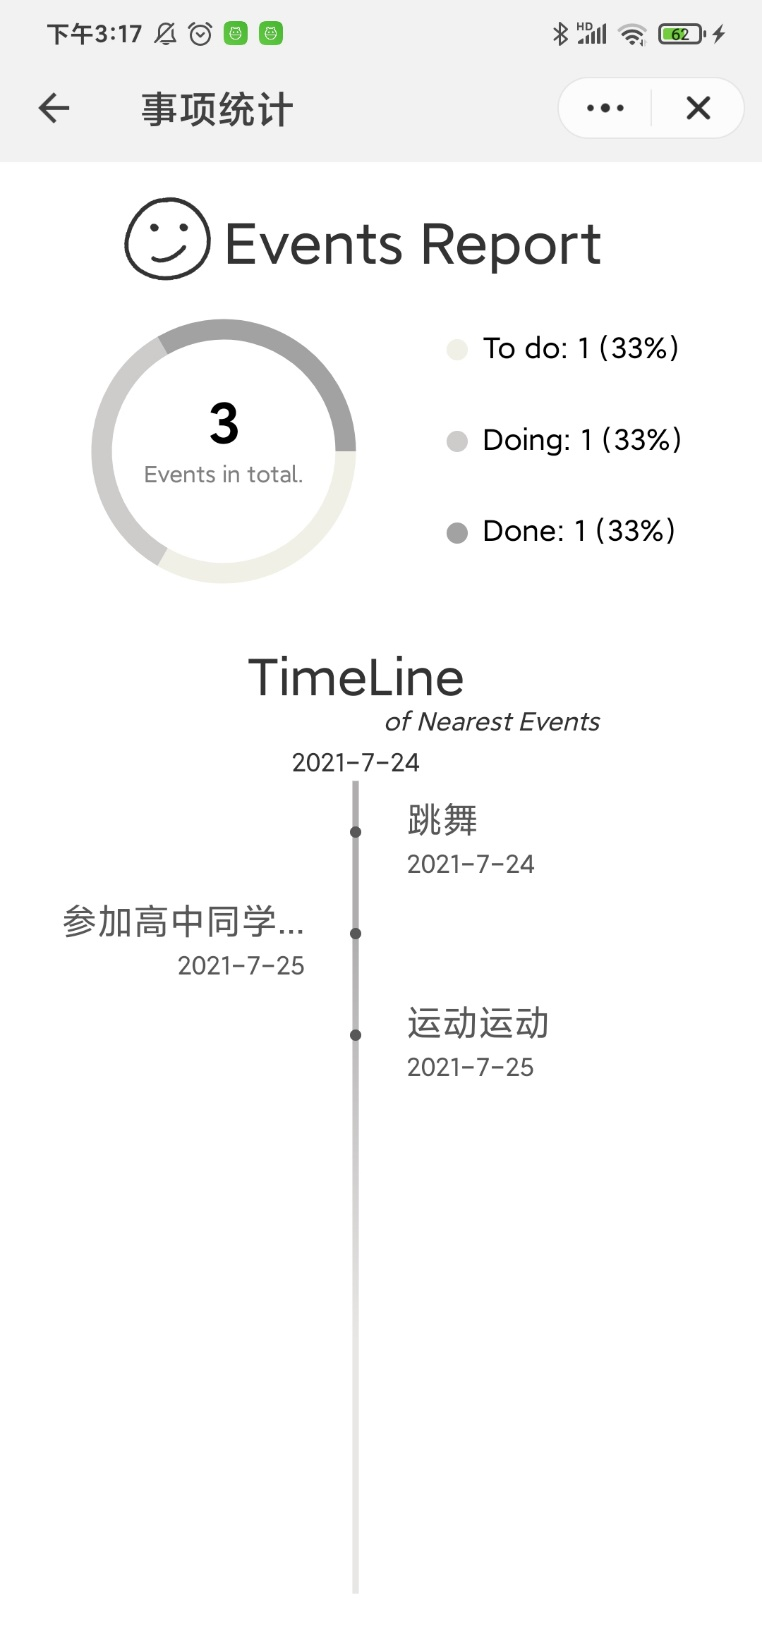 下午3:17
HD
62
事项统计
Events Report
3
Events in total.
To do: 1 (33%)
Doing: 1 (33%)
Done: 1 (33%)
TimeLine
of Nearest Events
2021-7-24
跳舞
2021-7-24
参加高中同学...
2021-7-25
运动运动
2021-7-25